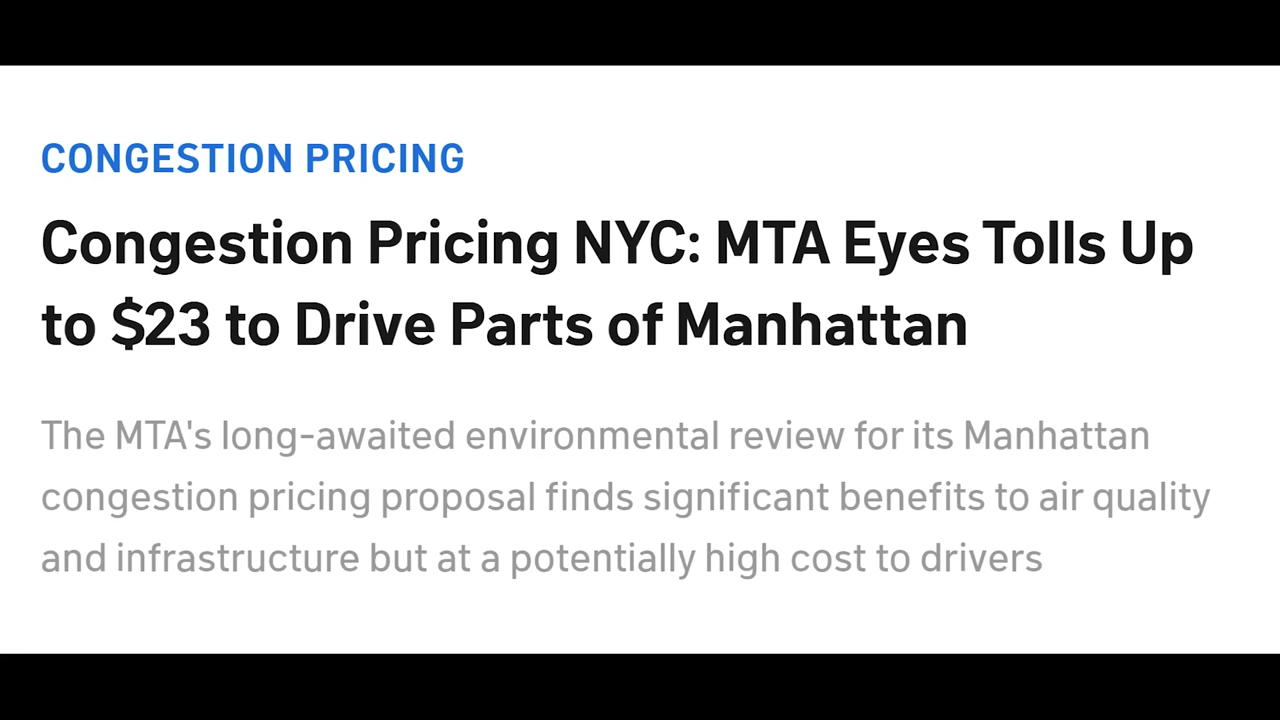 CONGESTION PRICING
Congestion Pricing NYC: MTA Eyes Tolls Up
to $23 to Drive Parts of Manhattan
The MTA's long-awaited environmental review for its Manhattan
congestion pricing proposal finds significant benefits to air quality
and infrastructure but at a potentially high cost to drivers